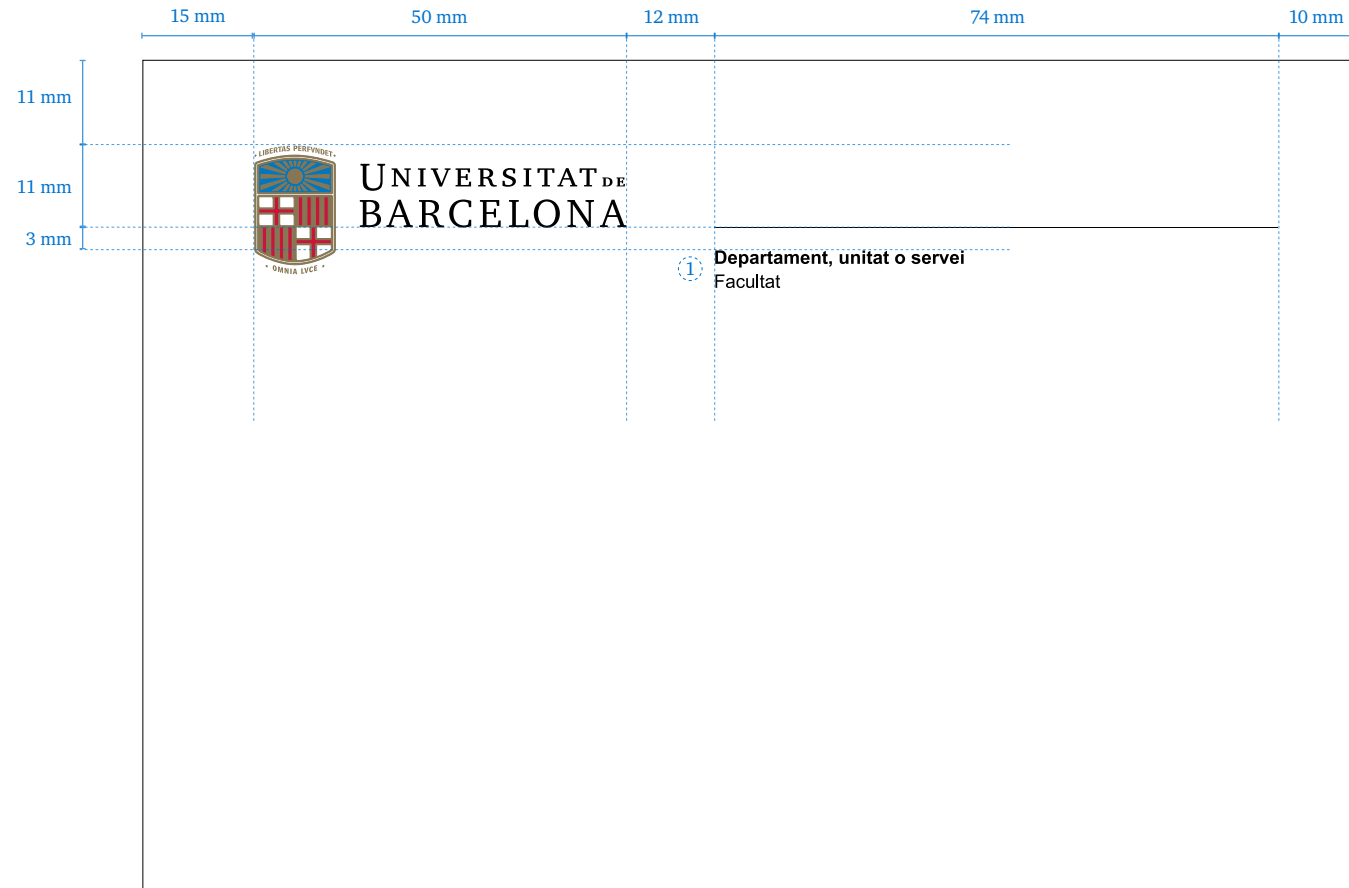 15 mm 50 mm 12 mm 74 mm 10 mm
11 mm
· LIBERTAS PERFVNDET ·
UNIVERSITAT DE
11 mm
BARCELONA
3 mm
1 Departament, unitat o servei
· OMNIA LVCE ·
Facultat